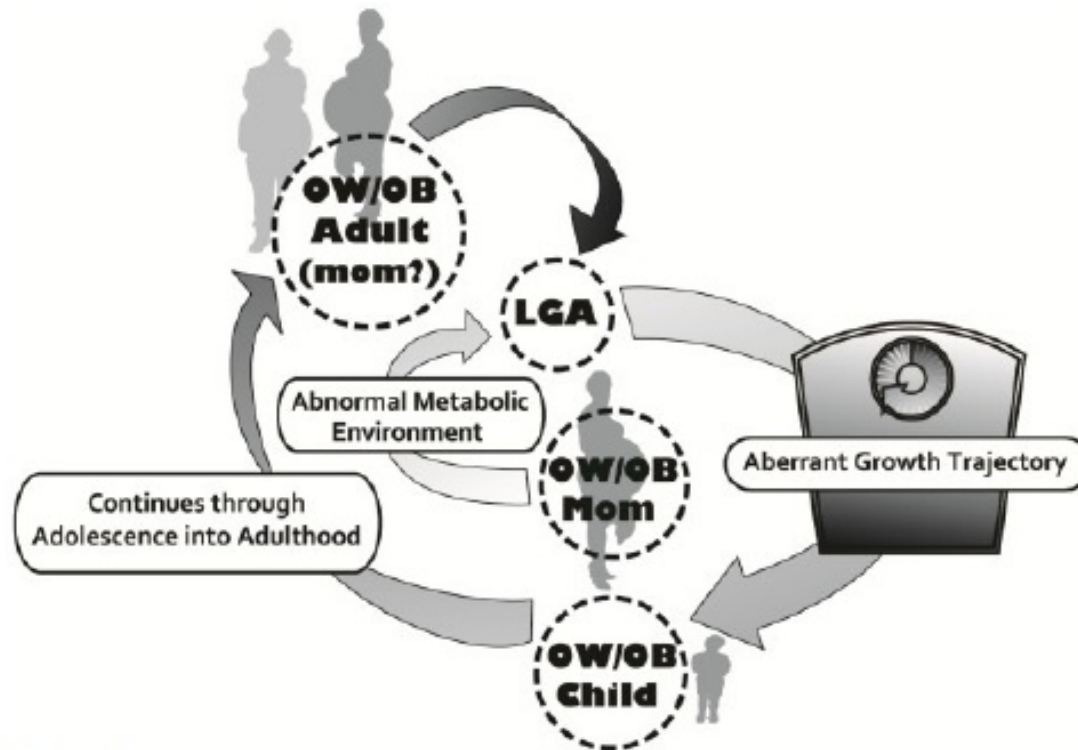 OW/OB
Adult
(mom?)
LGA
Abnormal Metabolic
Environment
OW/OB
Mom
Aberrant Growth Trajectory
Continues through
Adolescence into Adulthood
OW/OB
Child